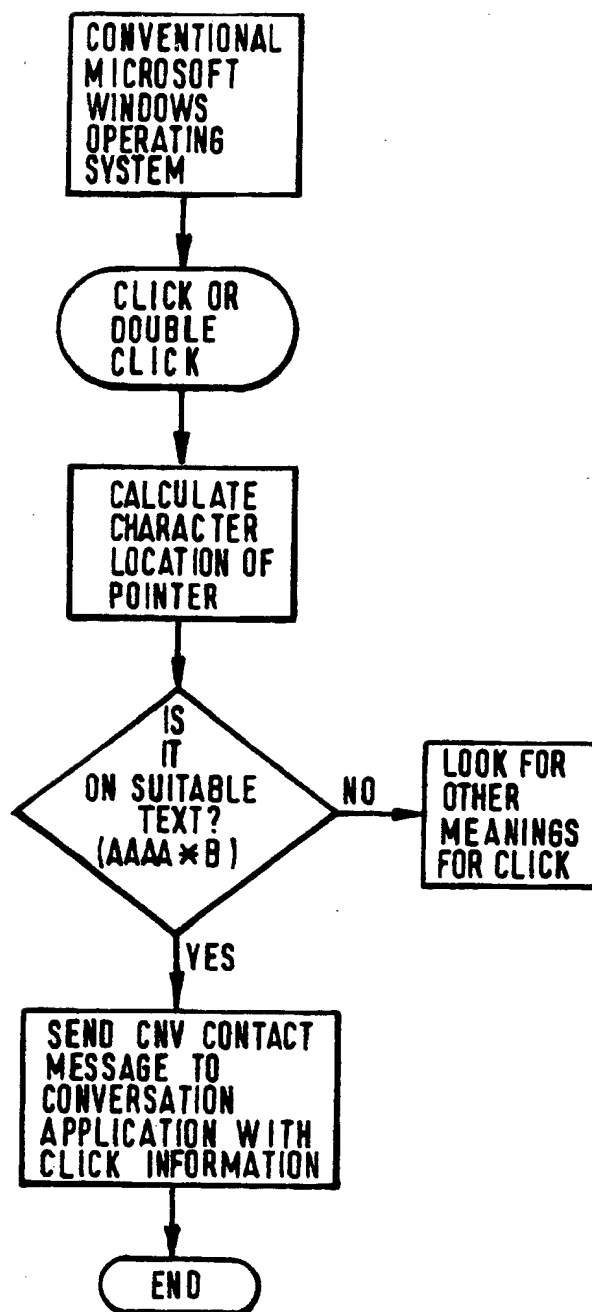 CONVENTIONAL
MICROSOFT
WINDOWS
OPERATING
SYSTEM
CLICK OR
DOUBLE
CLICK
CALCULATE
CHARACTER
LOCATION OF
POINTER
IS
IT
ON SUITABLE
TEXT?
(AAAA*B)
NO
LOOK FOR
OTHER
MEANINGS
FOR CLICK
YES
SEND CNV CONTACT
MESSAGE TO
CONVERSATION
APPLICATION WITH
CLICK INFORMATION
END